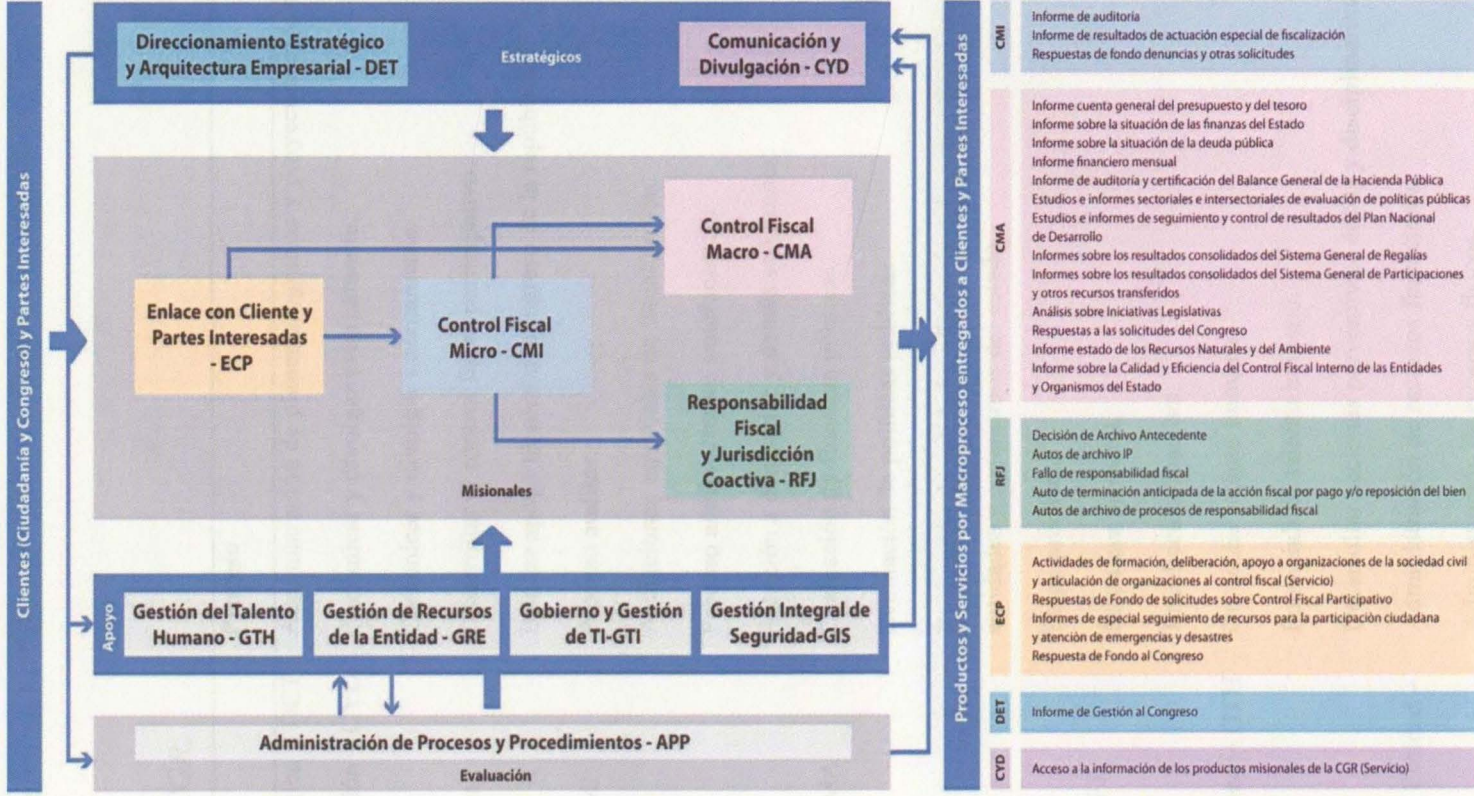 Clientes (Ciudadanía y Congreso) y Partes Interesadas
Direccionamiento Estratégico
y Arquitectura Empresarial - DET
Estratégicos
Comunicación y
Divulgación - CYD
Enlace con Cliente y
Partes Interesadas
- ECP
Control Fiscal
Micro - CMI
Control Fiscal
Macro - CMA
Responsabilidad
Fiscal
y Jurisdicción
Coactiva - RFJ
Misionales
Apoyo
Gestión del Talento
Humano - GTH
Gestión de Recursos
de la Entidad - GRE
Gobierno y Gestión
de TI-GTI
Gestión Integral de
Seguridad-GIS
Administración de Procesos y Procedimientos - APP
Evaluación
Productos y Servicios por Macroproceso entregados a Clientes y Partes Interesadas
CMI
Informe de auditoría
Informe de resultados de actuación especial de fiscalización
Respuestas de fondo denuncias y otras solicitudes
CMA
Informe cuenta general del presupuesto y del tesoro
Informe sobre la situación de las finanzas del Estado
Informe sobre la situación de la deuda pública
Informe financiero mensual
Informe de auditoría y certificación del Balance General de la Hacienda Pública
Estudios e informes sectoriales e intersectoriales de evaluación de políticas públicas
Estudios e informes de seguimiento y control de resultados del Plan Nacional
de Desarrollo
Informes sobre los resultados consolidados del Sistema General de Regalías
Informes sobre los resultados consolidados del Sistema General de Participaciones
y otros recursos transferidos
Análisis sobre Iniciativas Legislativas
Respuestas a las solicitudes del Congreso
Informe estado de los Recursos Naturales y del Ambiente
Informe sobre la Calidad y Eficiencia del Control Fiscal Interno de las Entidades
y Organismos del Estado
RFJ
Decisión de Archivo Antecedente
Autos de archivo IP
Fallo de responsabilidad fiscal
Auto de terminación anticipada de la acción fiscal por pago y/o reposición del bien
Autos de archivo de procesos de responsabilidad fiscal
ECP
Actividades de formación, deliberación, apoyo a organizaciones de la sociedad civil
y articulación de organizaciones al control fiscal (Servicio)
Respuestas de Fondo de solicitudes sobre Control Fiscal Participativo
Informes de especial seguimiento de recursos para la participación ciudadana
y atención de emergencias y desastres
Respuesta de Fondo al Congreso
DET
Informe de Gestión al Congreso
CYD
Acceso a la información de los productos misionales de la CGR (Servicio)